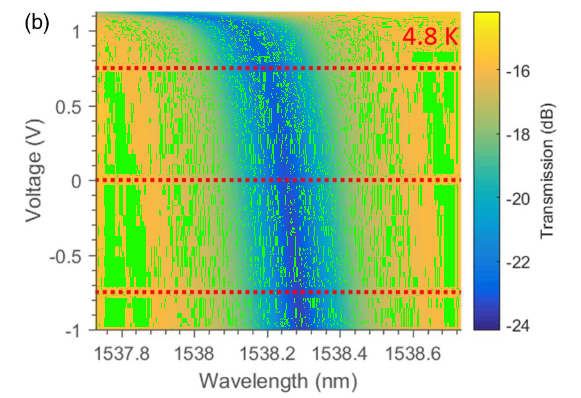 (b)
4.8 K
1
0.5
0
-0.5
-1
Voltage (V)
1537.8 1538 1538.2 1538.4 1538.6
Wavelength (nm)
-16
-18
-20
-22
-24
Transmission (dB)